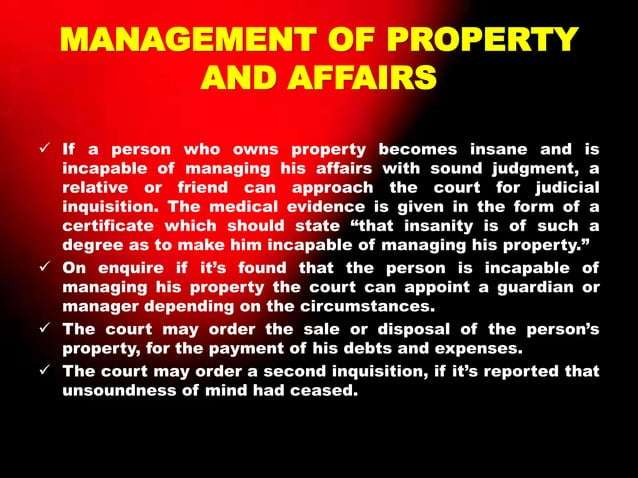 MANAGEMENT OF PROPERTY
AND AFFAIRS
✓ If a person who owns property becomes insane and is
incapable of managing his affairs with sound judgment, a
relative or friend can approach the court for judicial
inquisition. The medical evidence is given in the form of a
certificate which should state “that insanity is of such a
degree as to make him incapable of managing his property.”
✓ On enquire if it’s found that the person is incapable of
managing his property the court can appoint a guardian or
manager depending on the circumstances.
✓ The court may order the sale or disposal of the person’s
property, for the payment of his debts and expenses.
✓ The court may order a second inquisition, if it’s reported that
unsoundness of mind had ceased.